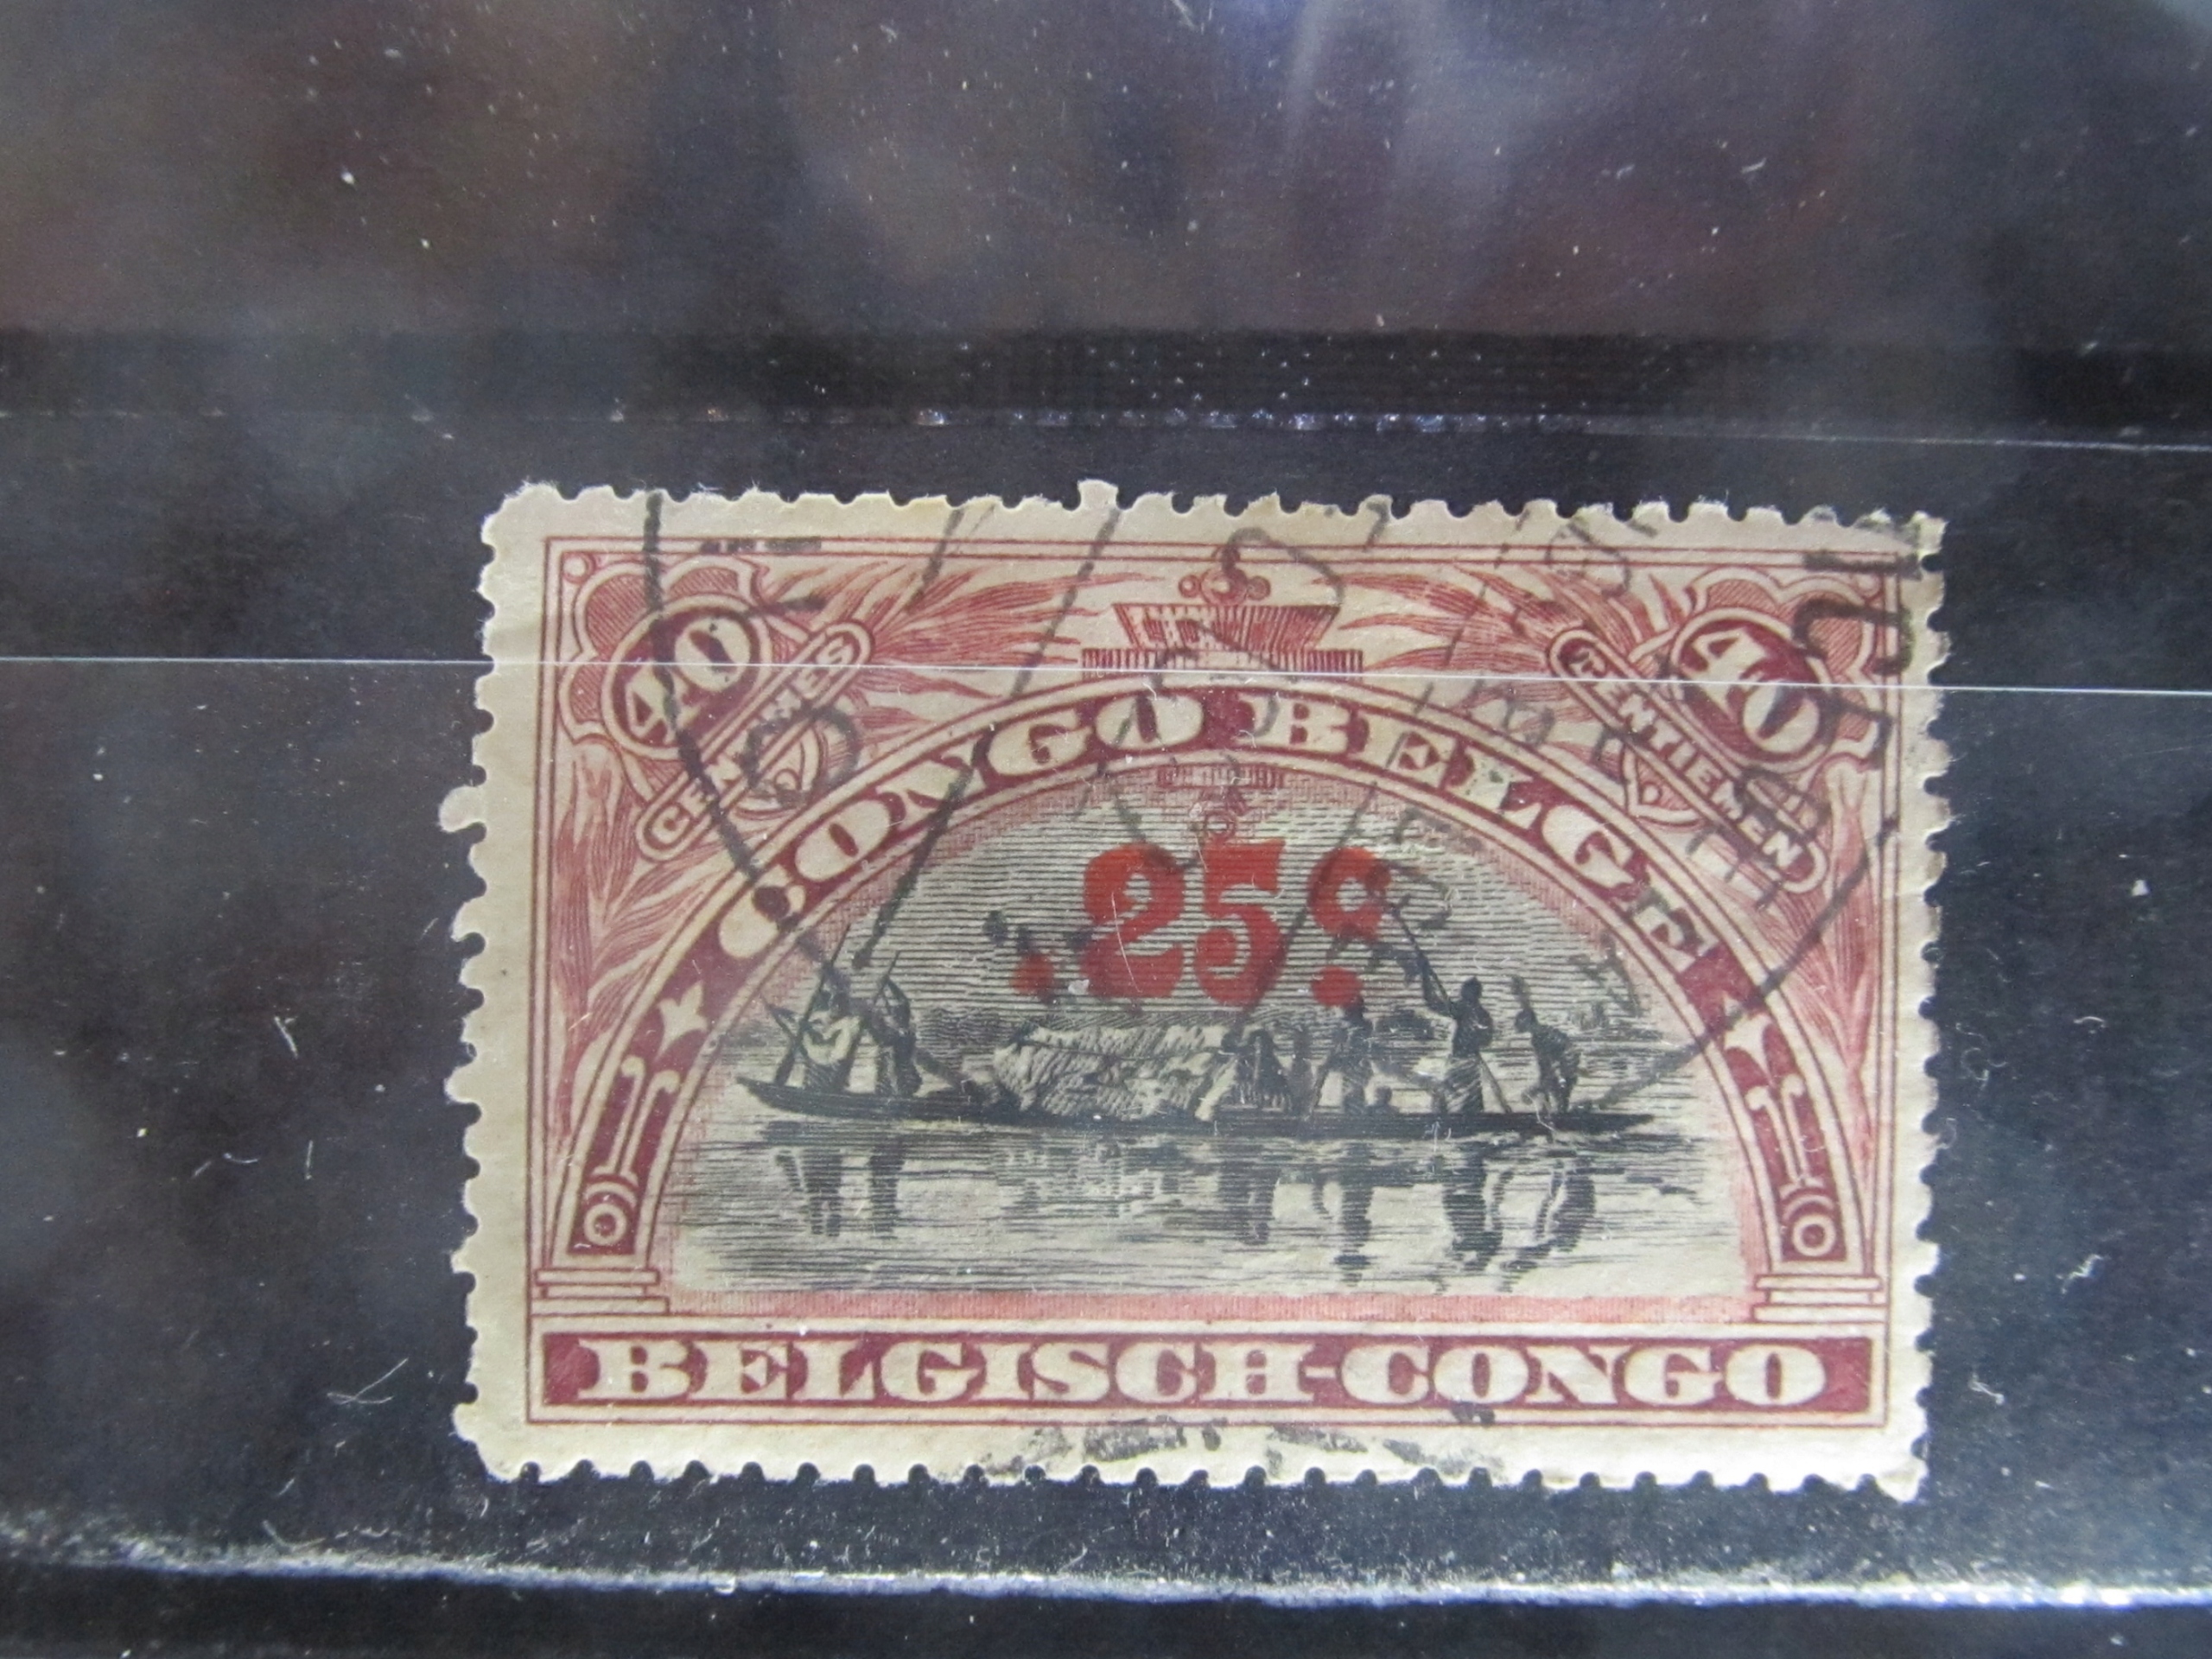 40 CENTIMES
40 CENTIEMEN
CONGO BELGE
.25c.
BELGISCH-CONGO